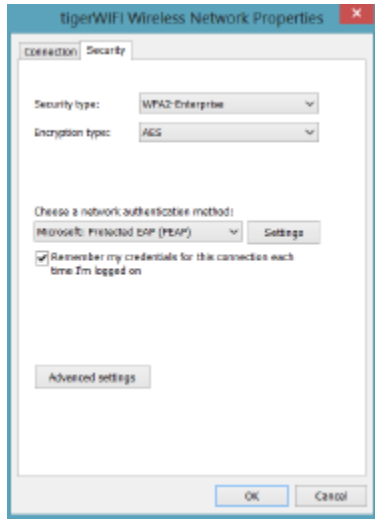 tigerWIFI Wireless Network Properties
Connection Security
Security type: WPA2-Enterprise
Encryption type: AES
Choose a network authentication method:
Microsoft: Protected EAP (PEAP) Settings
Remember my credentials for this connection each
time I'm logged on
Advanced settings
OK Cancel